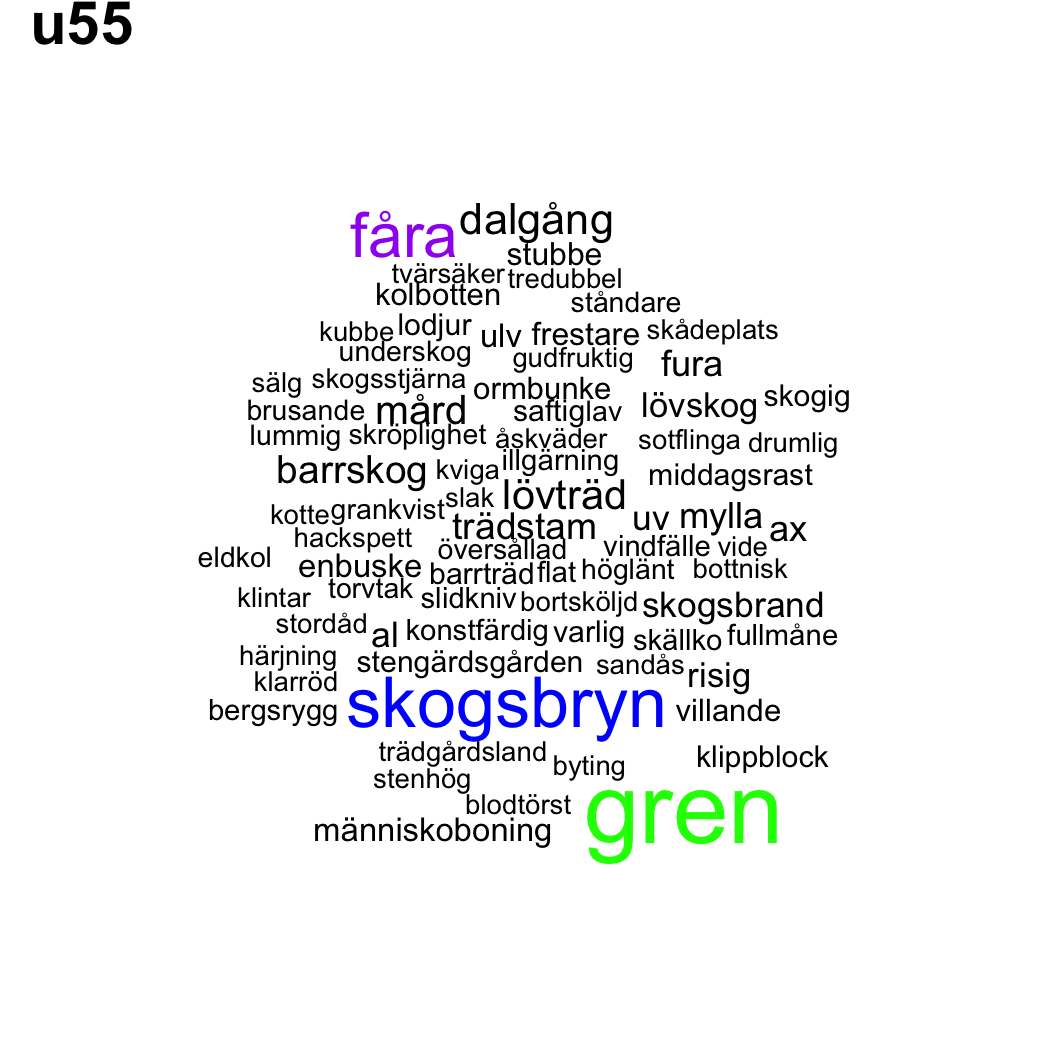 u55
fåra dalgång
stubbe
tvärsäker tredubbel
kolbotten ståndare
kubbe lodjur ulv frestare skådeplats
underskog gudfruktig fura
sälg skogsstjärna ormbunke skogig
brusande mård saftiglav lövskog
lummig skröplighet åskväder sotflinga drumlig
barrskog kviga illgärning middagsrast
slak lövträd
kotte grankvist trädstam uv mylla ax
hackspett översållad vindfälle vide
eldkol enbuske barrträd flat höglänt bottnisk
klintar torvtak slidkniv bortsköljd skogsbrand
stordåd al konstfärdig varlig skällko fullmåne
härjning stengärdsgården sandås risig
klarröd
bergsrygg skogsbryn villande
trädgårdsland byting klippblock
stenhög
blodtörst gren
människoboning